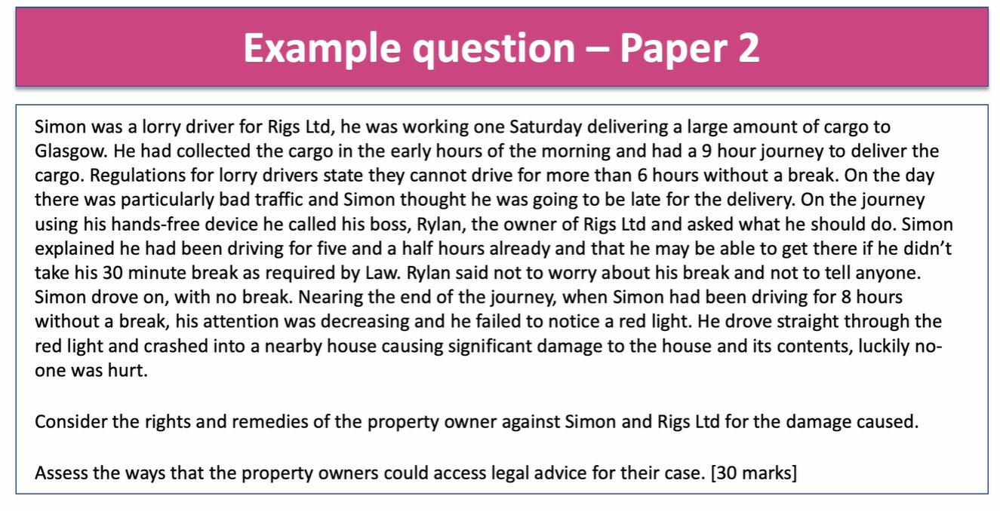 Example question – Paper 2
Simon was a lorry driver for Rigs Ltd, he was working one Saturday delivering a large amount of cargo to
Glasgow. He had collected the cargo in the early hours of the morning and had a 9 hour journey to deliver the
cargo. Regulations for lorry drivers state they cannot drive for more than 6 hours without a break. On the day
there was particularly bad traffic and Simon thought he was going to be late for the delivery. On the journey
using his hands-free device he called his boss, Rylan, the owner of Rigs Ltd and asked what he should do. Simon
explained he had been driving for five and a half hours already and that he may be able to get there if he didn’t
take his 30 minute break as required by Law. Rylan said not to worry about his break and not to tell anyone.
Simon drove on, with no break. Nearing the end of the journey, when Simon had been driving for 8 hours
without a break, his attention was decreasing and he failed to notice a red light. He drove straight through the
red light and crashed into a nearby house causing significant damage to the house and its contents, luckily no-
one was hurt.
Consider the rights and remedies of the property owner against Simon and Rigs Ltd for the damage caused.
Assess the ways that the property owners could access legal advice for their case. [30 marks]